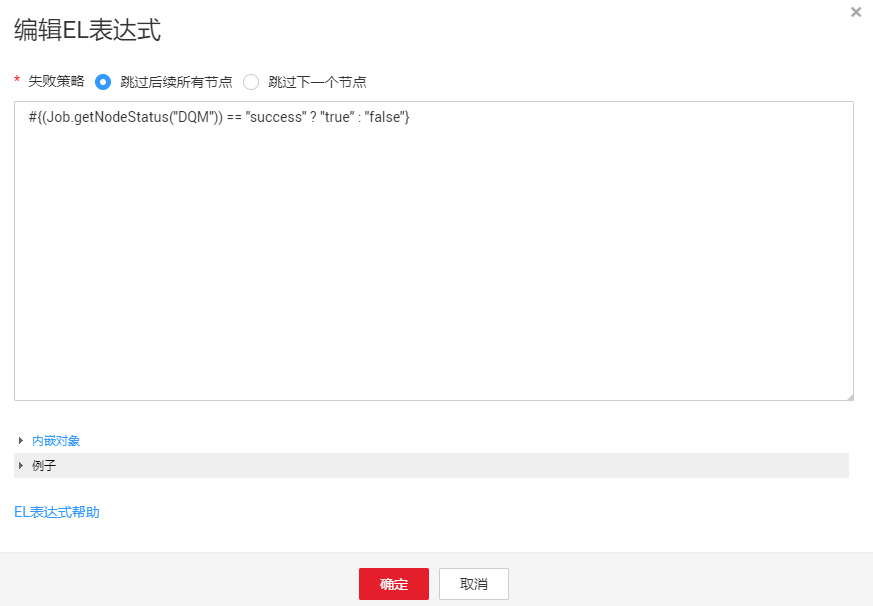 编辑EL表达式
* 失败策略 跳过后续所有节点 跳过下一个节点
#{(Job.getNodeStatus("DQM")) == "success" ? "true" : "false"}
内嵌对象
例子
EL表达式帮助
确定 取消